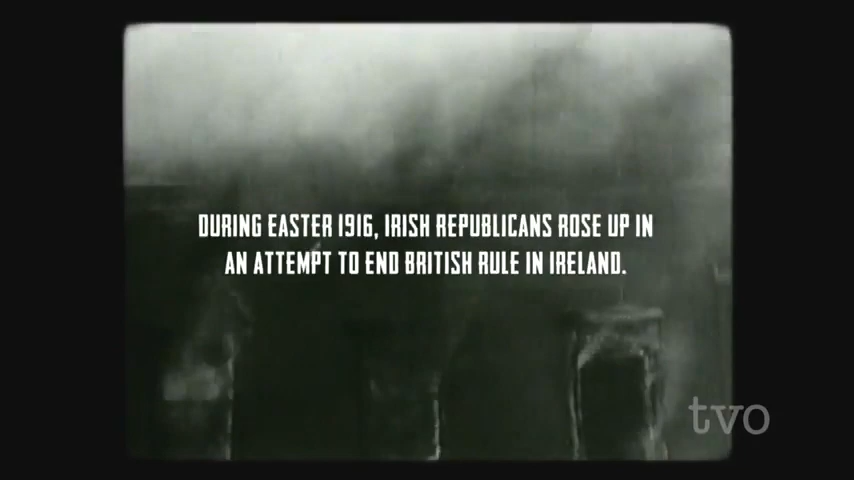 DURING EASTER 1916, IRISH REPUBLICANS ROSE UP IN
AN ATTEMPT TO END BRITISH RULE IN IRELAND.
tvo